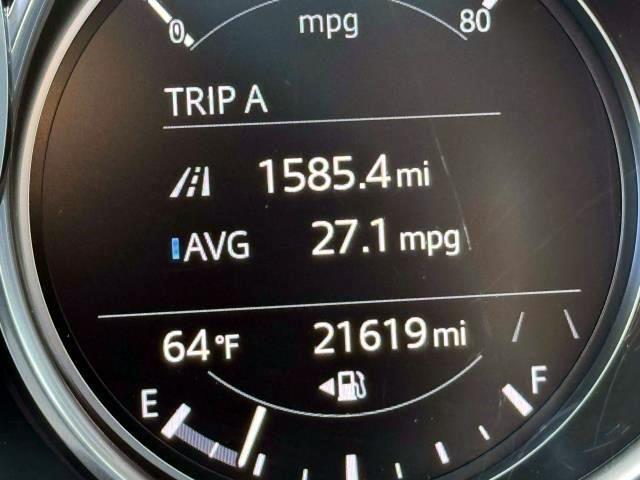 0 mpg 80
TRIP A
1585.4 mi
AVG 27.1 mpg
64°F 21619 mi
E F